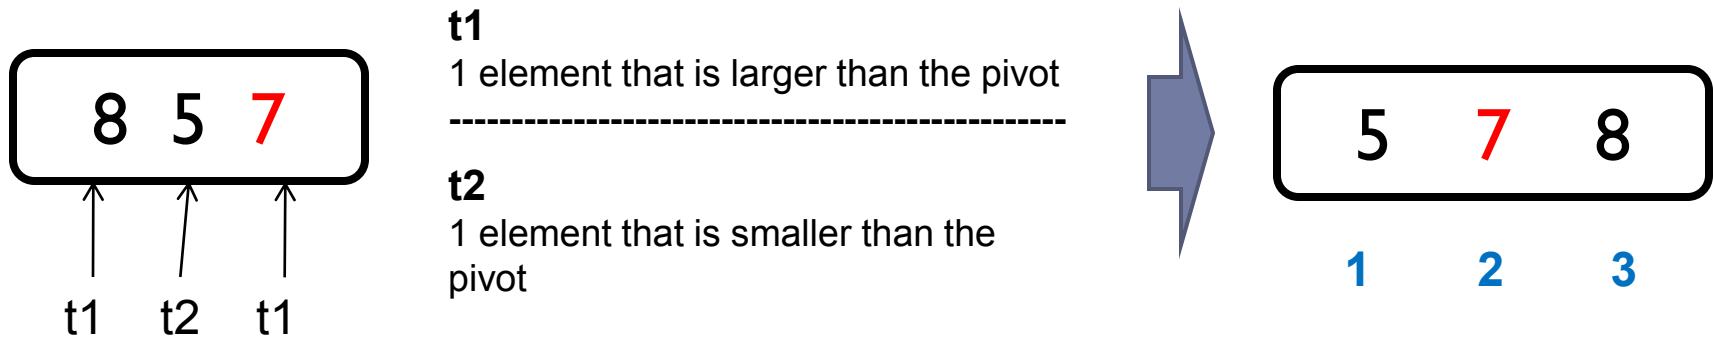 8 5 7
t1 t2 t1
t1
1 element that is larger than the pivot
-------------------------------------------------
t2
1 element that is smaller than the
pivot
5 7 8
1 2 3